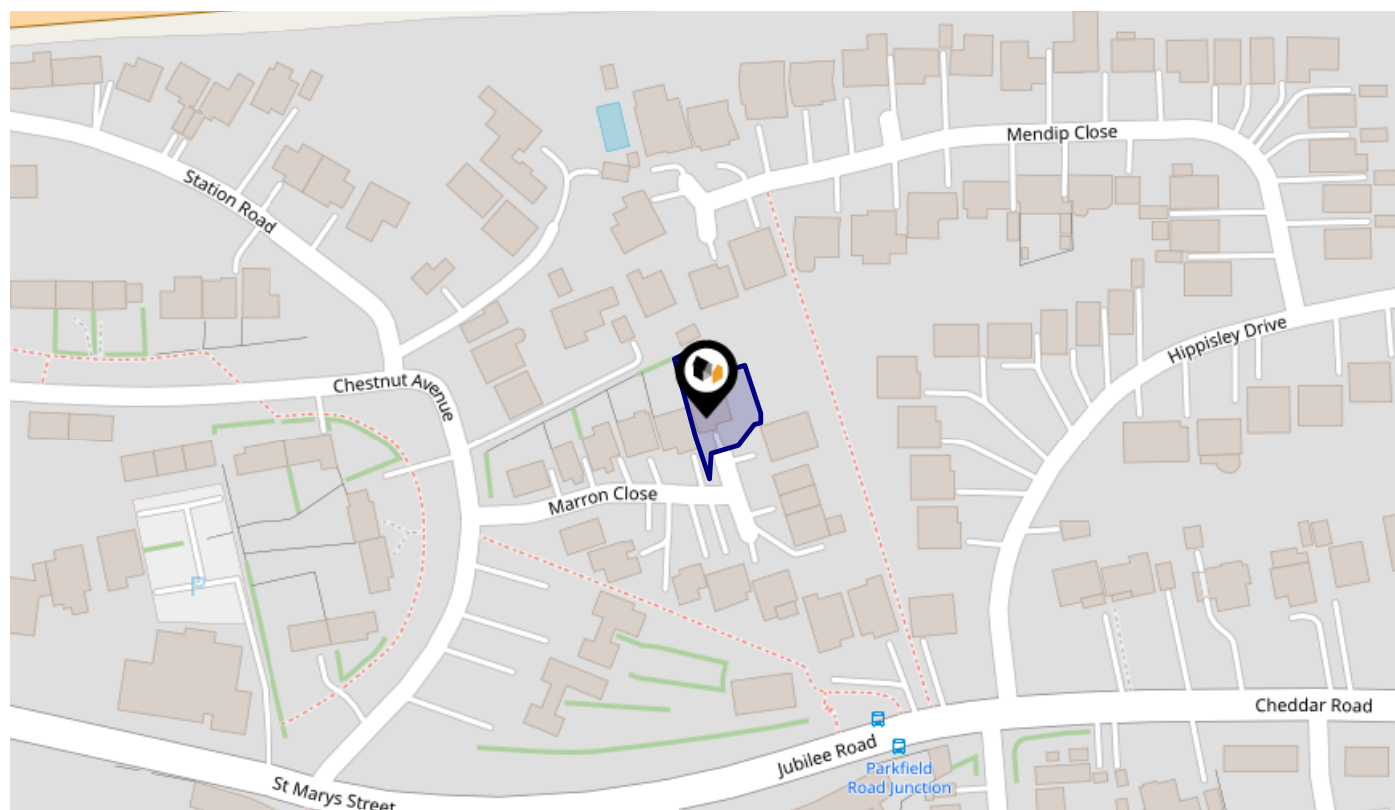 Mendip Close
Station Road
Hippisley Drive
Chestnut Avenue
Marron Close
P
Cheddar Road
Jubilee Road
Parkfield
Road Junction
St Marys Street